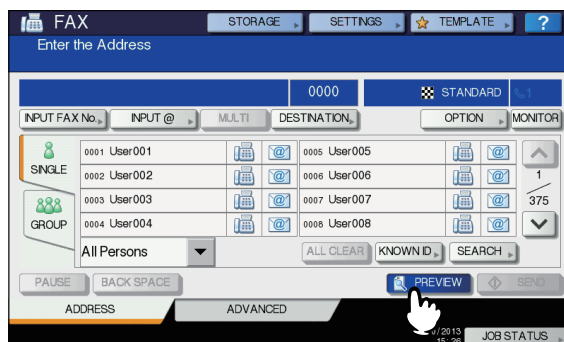 FAX STORAGE SETTINGS TEMPLATE ?
Enter the Address
0000 STANDARD 1
INPUT FAX No. INPUT @ MULTI DESTINATION OPTION MONITOR
SINGLE
0001 User001 0005 User005
0002 User002 0006 User006
0003 User003 0007 User007
0004 User004 0008 User008
1
375
GROUP
All Persons ALL CLEAR KNOWN ID SEARCH
PAUSE BACK SPACE PREVIEW SEND
ADDRESS ADVANCED
/2013
15:26 JOB STATUS